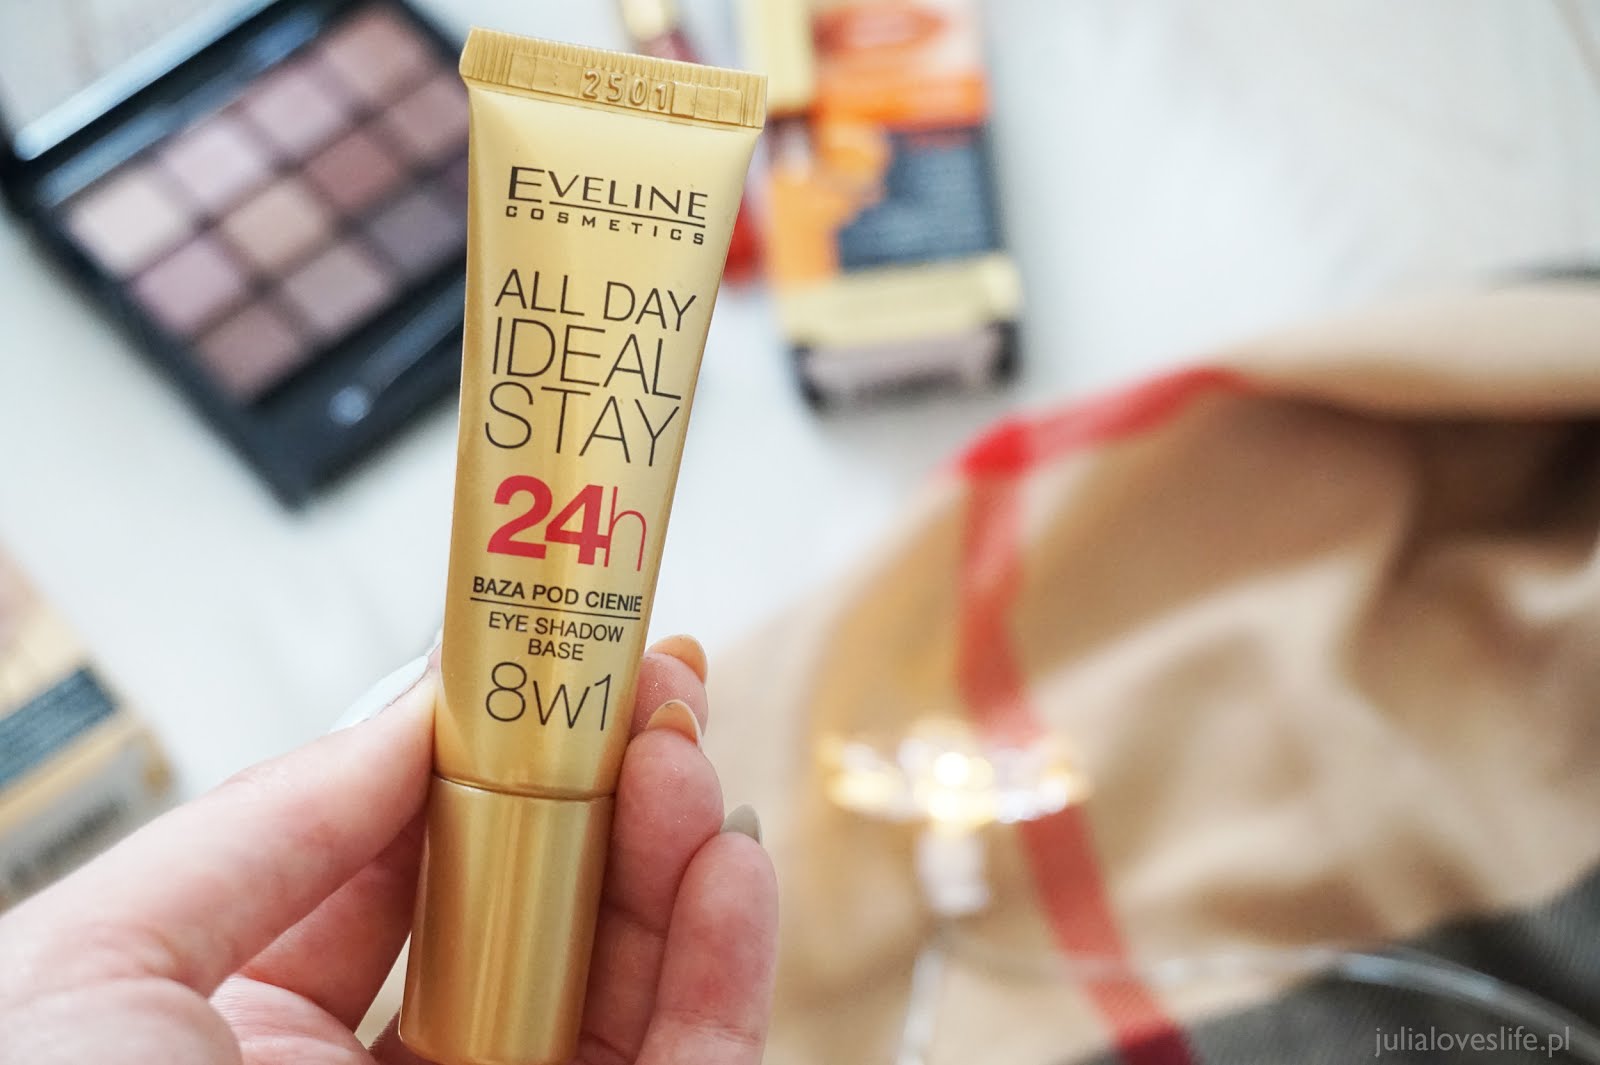 2501
EVELINE
COSMETICS
ALL DAY
IDEAL
STAY
24h
BAZA POD CIENIE
EYE SHADOW
BASE
8w1
julialoveslife.pl